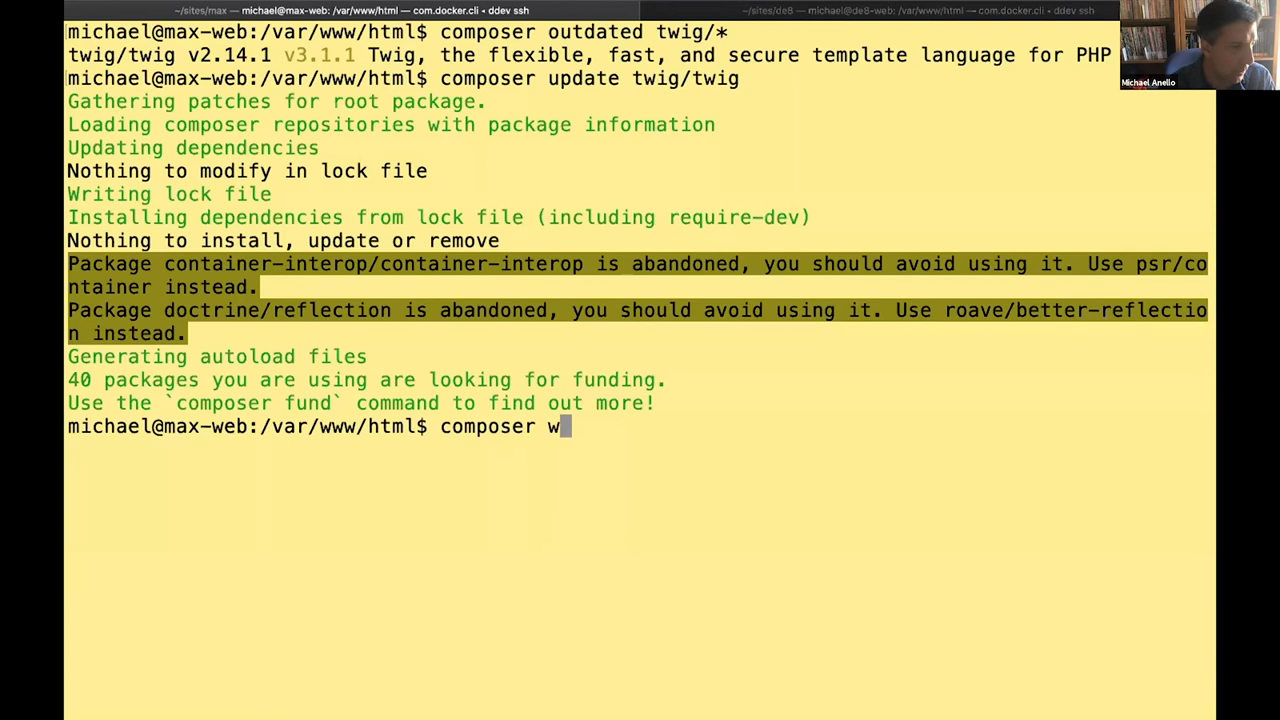 ~/sites/max — michael@max-web: /var/www/html — com.docker.cli • ddev ssh
~/sites/de8 — michael@de8-web: /var/www/html — com.docker.cli • ddev ssh
michael@max-web:/var/www/html$ composer outdated twig/*
twig/twig v2.14.1 v3.1.1 Twig, the flexible, fast, and secure template language for PHP
michael@max-web:/var/www/html$ composer update twig/twig
Gathering patches for root package.
Loading composer repositories with package information
Updating dependencies
Nothing to modify in lock file
Writing lock file
Installing dependencies from lock file (including require-dev)
Nothing to install, update or remove
Package container-interop/container-interop is abandoned, you should avoid using it. Use psr/co
ntainer instead.
Package doctrine/reflection is abandoned, you should avoid using it. Use roave/better-reflectio
n instead.
Generating autoload files
40 packages you are using are looking for funding.
Use the `composer fund` command to find out more!
michael@max-web:/var/www/html$ composer w
Michael Anello